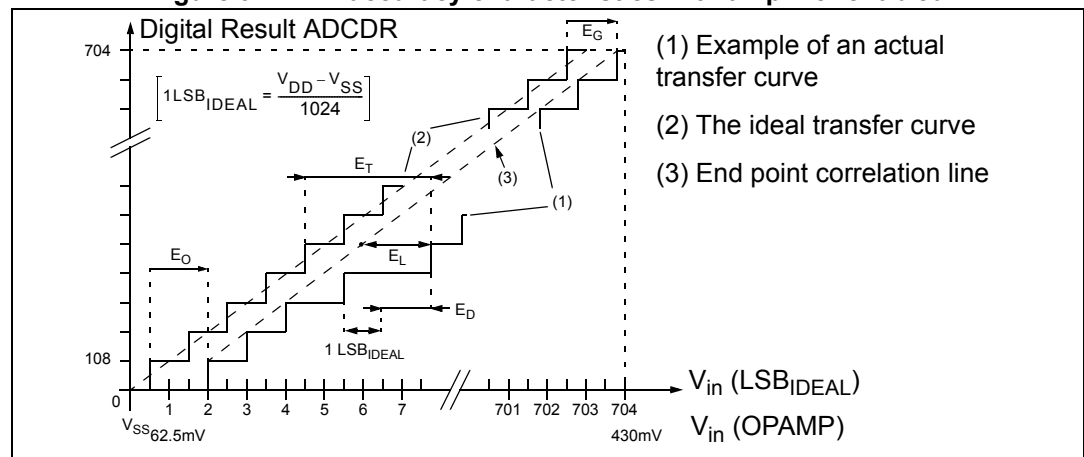 Digital Result ADCDR
E_G
704
1LSB_IDEAL = V_DD – V_SS / 1024
(2)
E_T
(3)
(1)
E_O
E_L
E_D
1 LSB_IDEAL
108
0
1 2 3 4 5 6 7 701 702 703 704
V_in (LSB_IDEAL)
V_SS 62.5mV 430mV
V_in (OPAMP)
(1) Example of an actual
transfer curve
(2) The ideal transfer curve
(3) End point correlation line